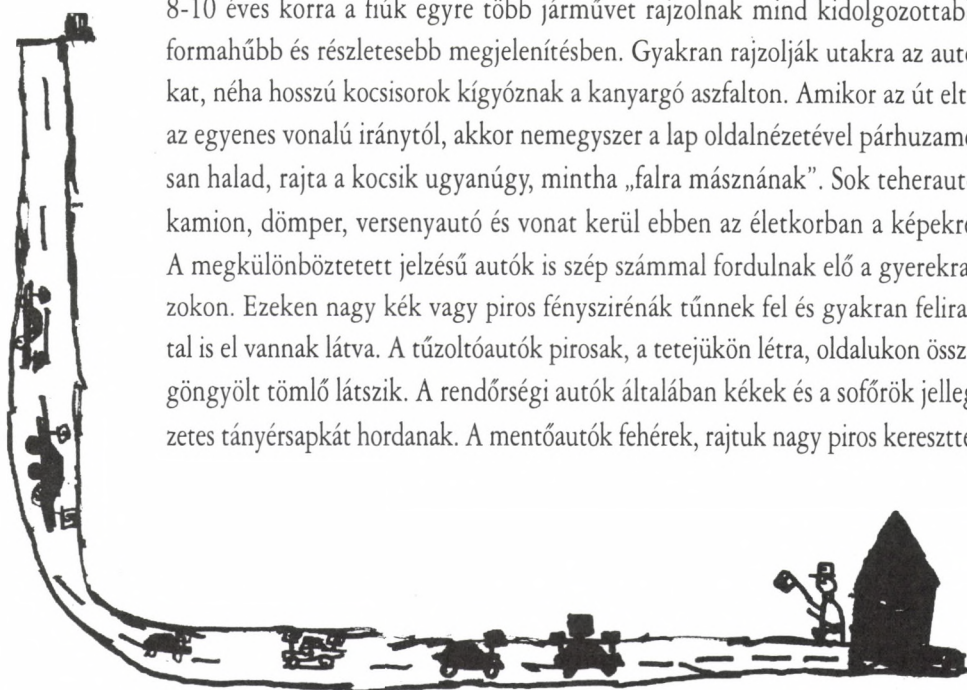 8-10 éves korra a fiúk egyre több járművet rajzolnak mind kidolgozottab
formahűbb és részletesebb megjelenítésben. Gyakran rajzolják utakra az autó
kat, néha hosszú kocsisorok kígyóznak a kanyargó aszfalton. Amikor az út elt
az egyenes vonalú iránytól, akkor nemegyszer a lap oldalnézetével párhuzamo
san halad, rajta a kocsik ugyanúgy, mintha „falra másznának”. Sok teheraut
kamion, dömper, versenyautó és vonat kerül ebben az életkorban a képekre
A megkülönböztetett jelzésű autók is szép számmal fordulnak elő a gyerekra
zokon. Ezeken nagy kék vagy piros fényszirénák tűnnek fel és gyakran felira
tal is el vannak látva. A tűzoltóautók pirosak, a tetejükön létra, oldalukon össz
göngyölt tömlő látszik. A rendőrségi autók általában kékek és a sofőrök jelleg
zetes tányérsapkát hordanak. A mentőautók fehérek, rajtuk nagy piros keresztte